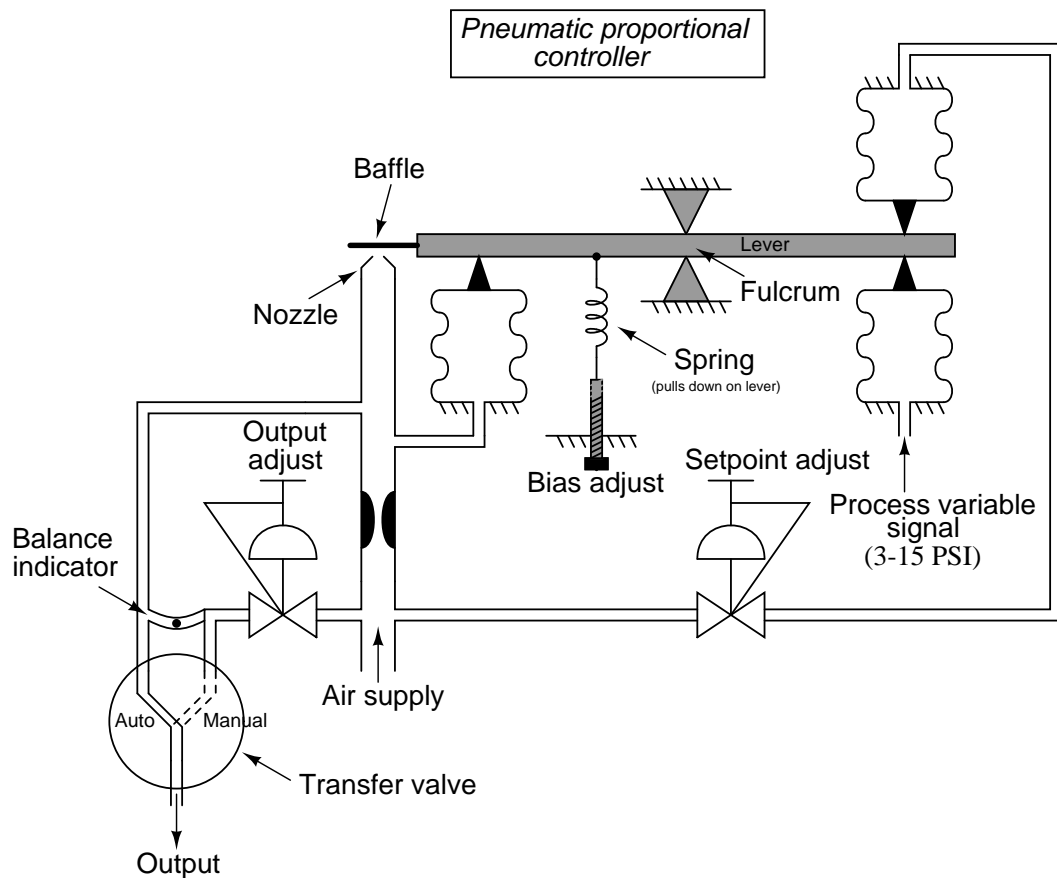 Pneumatic proportional
controller
Baffle
Lever
Nozzle
Fulcrum
Spring
(pulls down on lever)
Output
adjust
Bias adjust
Setpoint adjust
Process variable
signal
(3-15 PSI)
Balance
indicator
Air supply
Auto
Manual
Transfer valve
Output